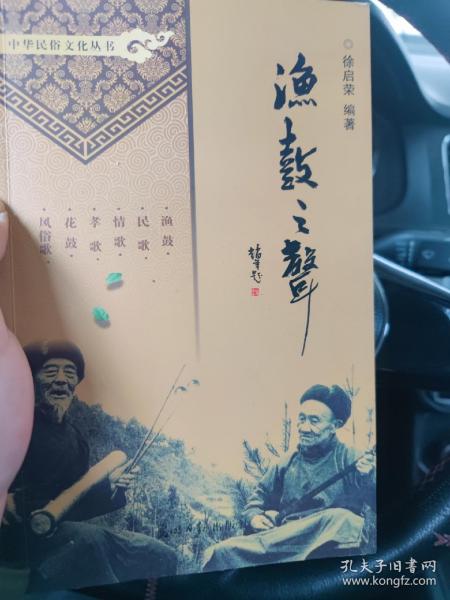 中华民俗文化丛书
◎徐启荣 编著
渔鼓之声
·渔鼓·
·民歌·
·情歌·
·孝歌·
·花鼓·
·风俗歌·
孔夫子旧书网
kongfz.com